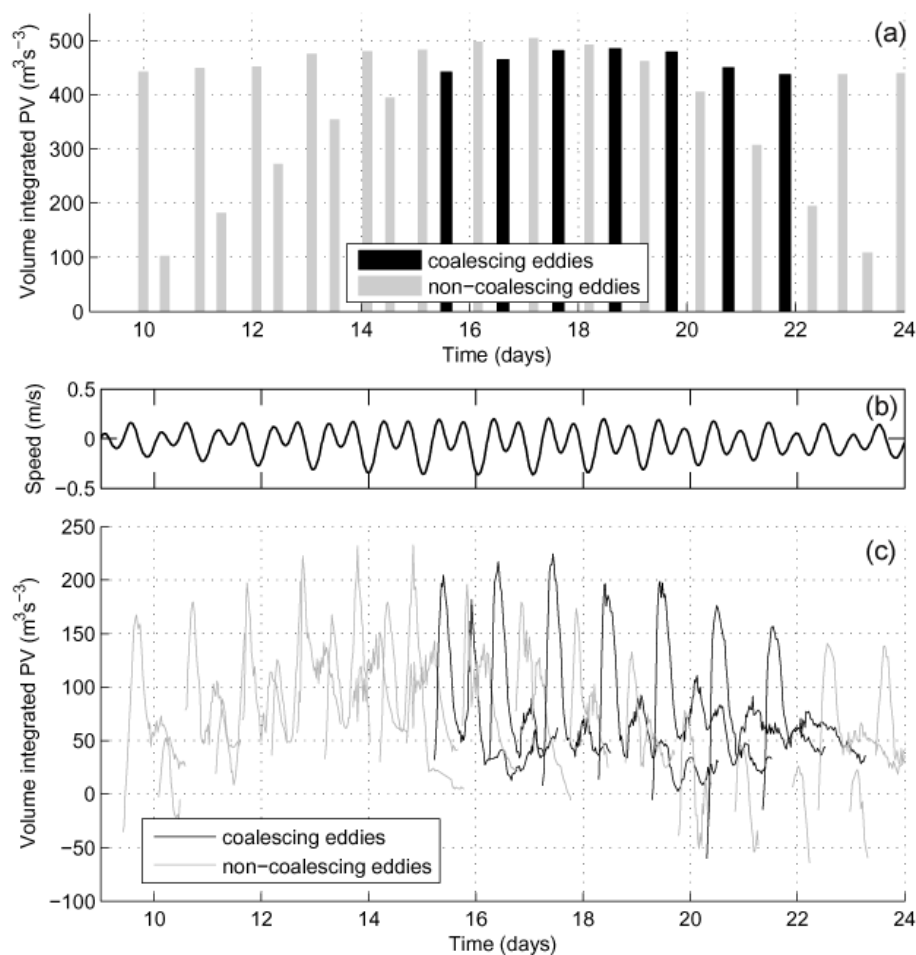 (a)
Volume integrated PV (m³s⁻³)
500
400
300
200
100
0
coalescing eddies
non−coalescing eddies
10 12 14 16 18 20 22 24
Time (days)
(b)
Speed (m/s)
0.5
0
−0.5
(c)
Volume integrated PV (m³s⁻³)
250
200
150
100
50
0
−50
−100
coalescing eddies
non−coalescing eddies
10 12 14 16 18 20 22 24
Time (days)